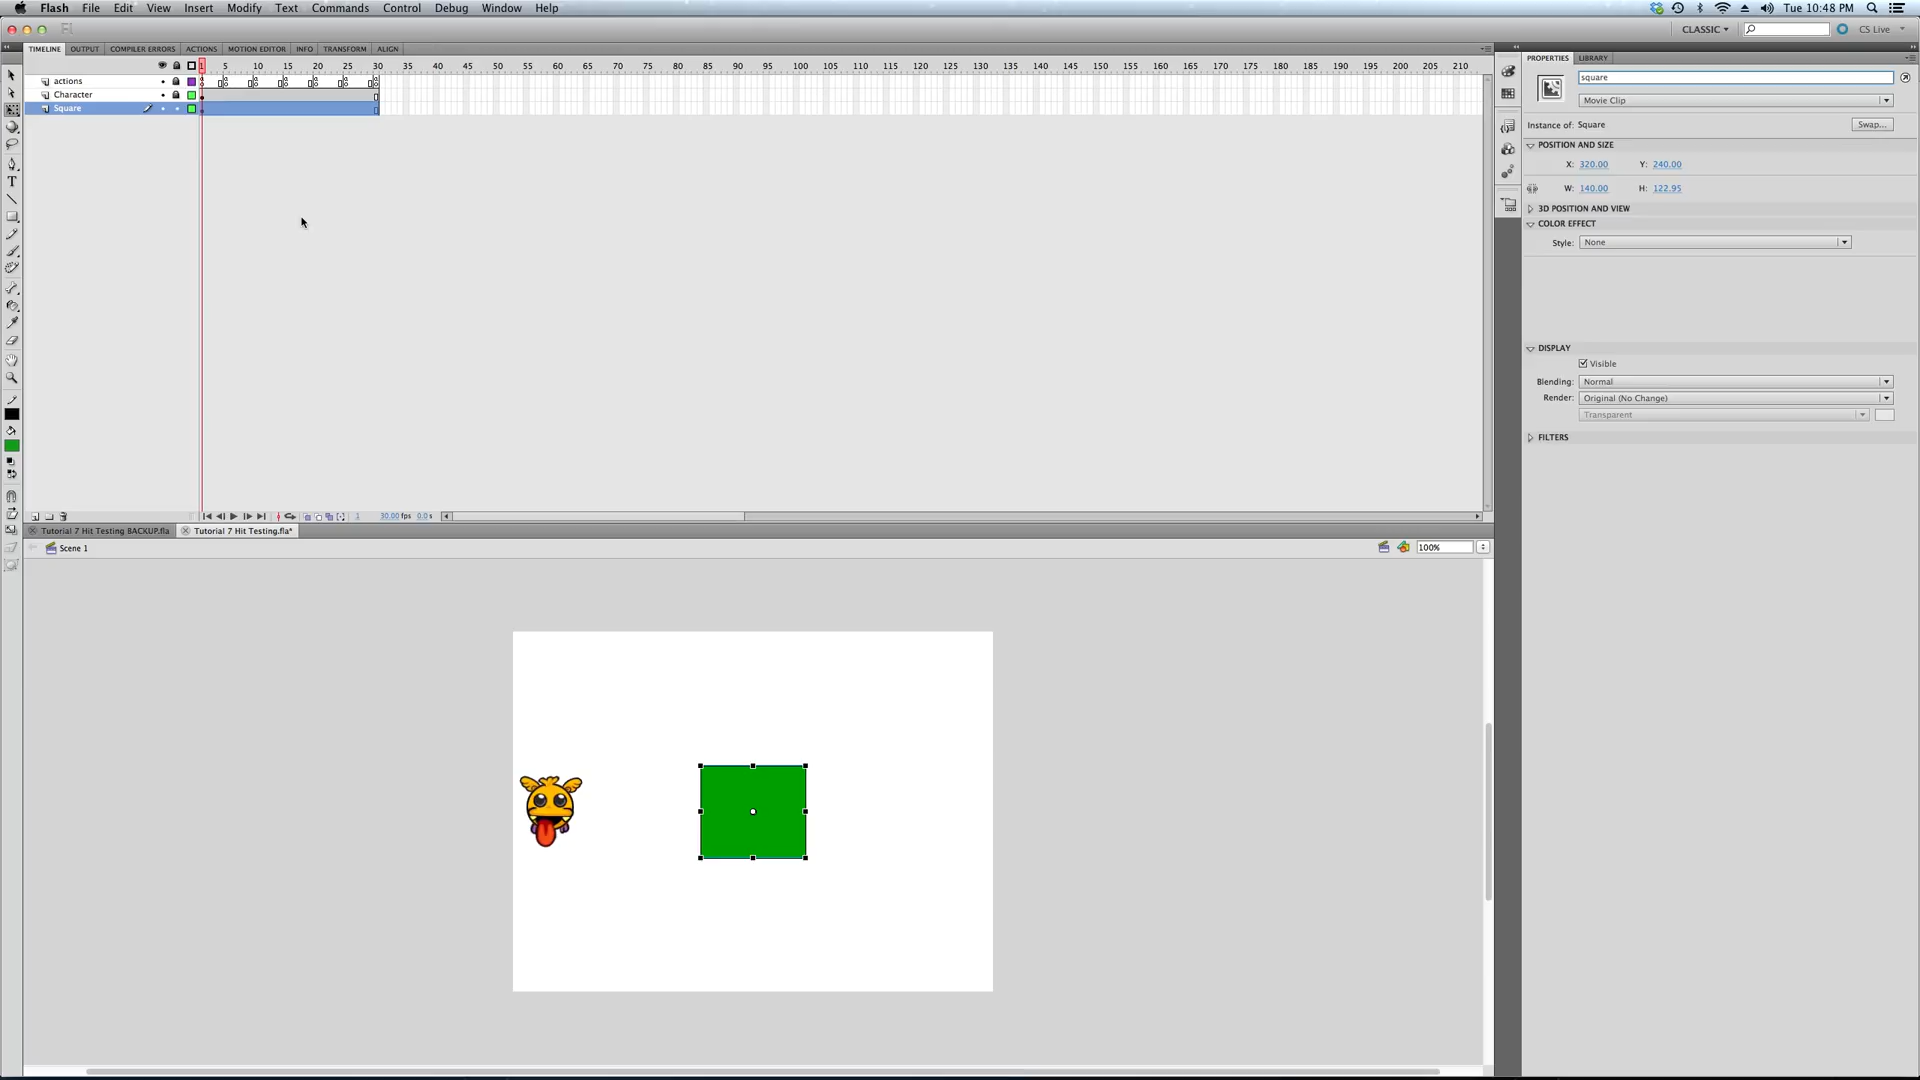 Flash File Edit View Insert Modify Text Commands Control Debug Window Help Tue 10:48 PM
CLASSIC CS Live
TIMELINE OUTPUT COMPILER ERRORS ACTIONS MOTION EDITOR INFO TRANSFORM ALIGN
PROPERTIES LIBRARY
1 5 10 15 20 25 30 35 40 45 50 55 60 65 70 75 80 85 90 95 100 105 110 115 120 125 130 135 140 145 150 155 160 165 170 175 180 185 190 195 200 205 210
actions
Character
Square
square
Movie Clip
Instance of: Square Swap...
POSITION AND SIZE
X: 320.00 Y: 240.00
W: 140.00 H: 122.95
3D POSITION AND VIEW
COLOR EFFECT
Style: None
DISPLAY
Visible
Blending: Normal
Render: Original (No Change)
Transparent
FILTERS
1 30.00 fps 0.0 s
Tutorial 7 Hit Testing BACKUP.fla Tutorial 7 Hit Testing.fla*
Scene 1 100%